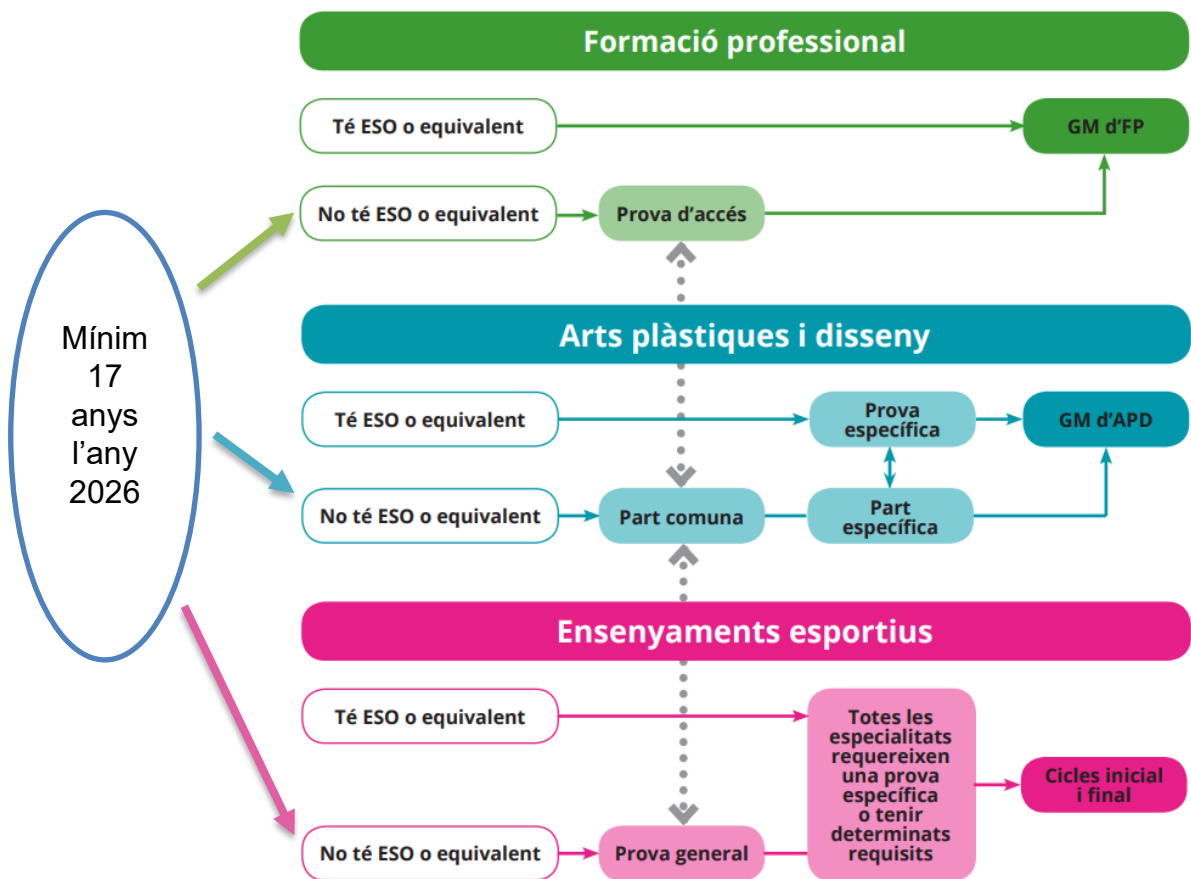 Formació professional
Té ESO o equivalent
GM d'FP
No té ESO o equivalent
Prova d'accés
Mínim
17
anys
l'any
2026
Arts plàstiques i disseny
Té ESO o equivalent
Prova
específica
GM d'APD
No té ESO o equivalent
Part comuna
Part
específica
Ensenyaments esportius
Té ESO o equivalent
Totes les
especialitats
requereixen
una prova
específica
o tenir
determinats
requisits
Cicles inicial
i final
No té ESO o equivalent
Prova general